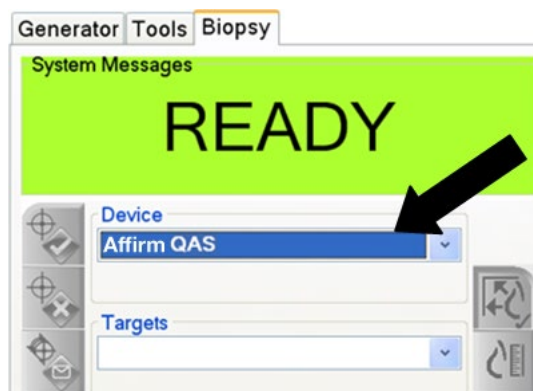 Generator Tools Biopsy
System Messages
READY
Device
Affirm QAS
Targets